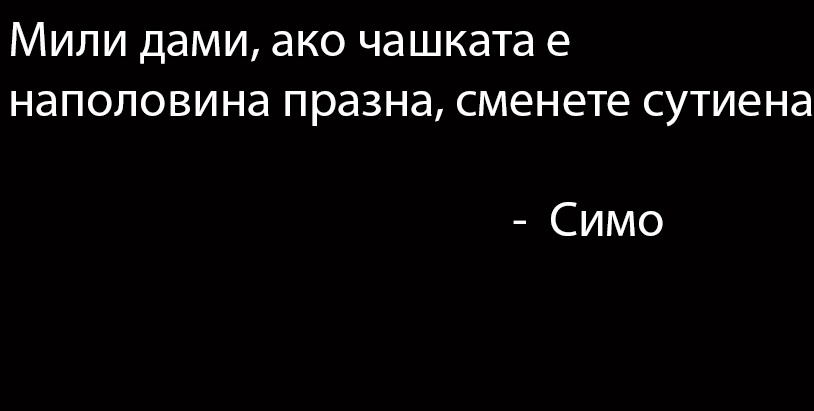 Мили дами, ако чашката е
наполовина празна, сменете сутиена
- Симо